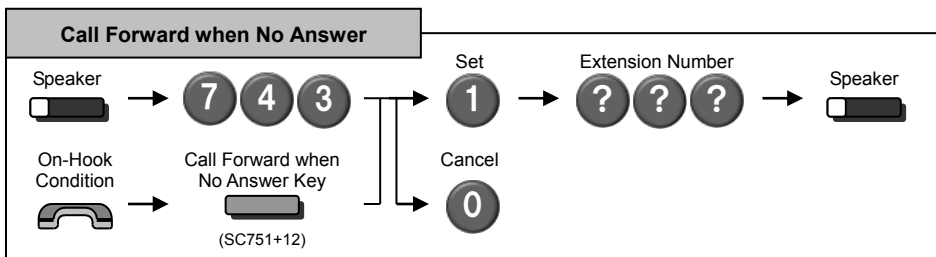 Call Forward when No Answer
Speaker
7 4 3
Set
1
Extension Number
? ? ?
Speaker
On-Hook
Condition
Call Forward when
No Answer Key
(SC751+12)
Cancel
0